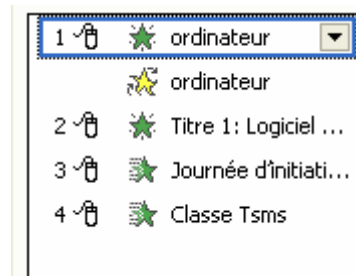 1 ordinateur
ordinateur
2 Titre 1: Logiciel ...
3 Journée d'initiati...
4 Classe Tsms